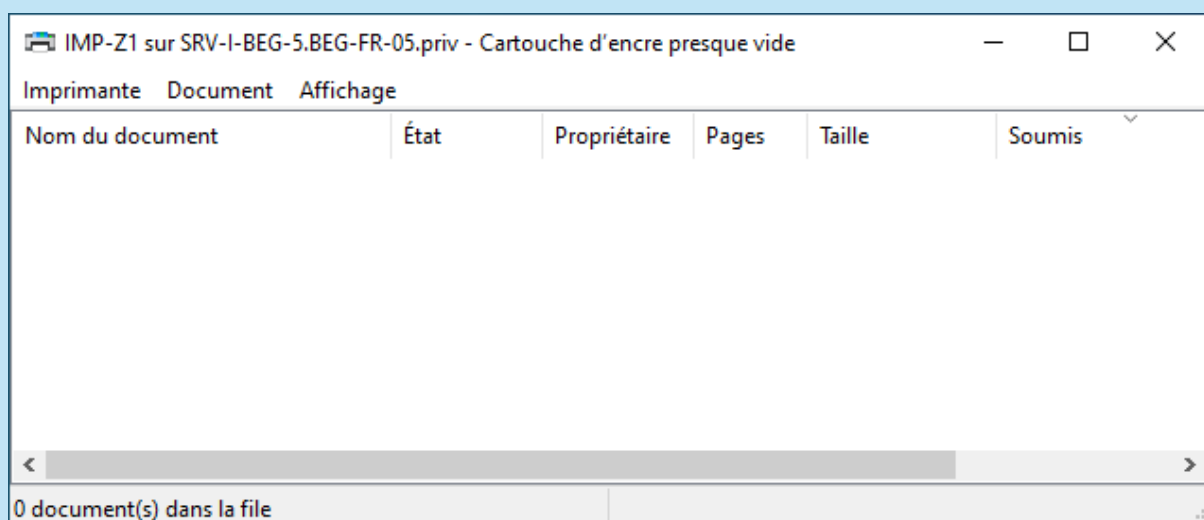 IMP-Z1 sur SRV-I-BEG-5.BEG-FR-05.priv - Cartouche d'encre presque vide
Imprimante Document Affichage
Nom du document État Propriétaire Pages Taille Soumis
0 document(s) dans la file